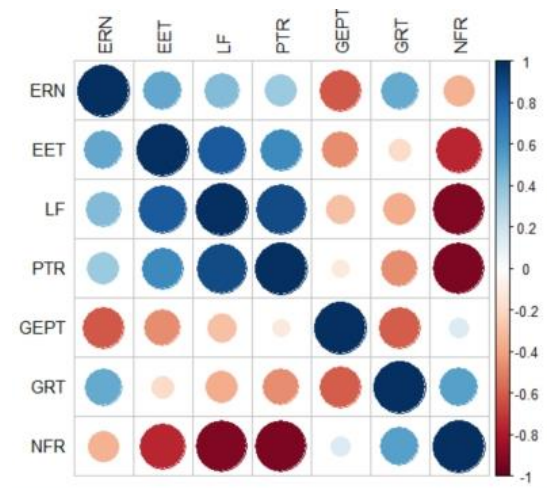 ERN EET LF PTR GEPT GRT NFR
ERN
EET
LF
PTR
GEPT
GRT
NFR
1
0.8
0.6
0.4
0.2
0
-0.2
-0.4
-0.6
-0.8
-1